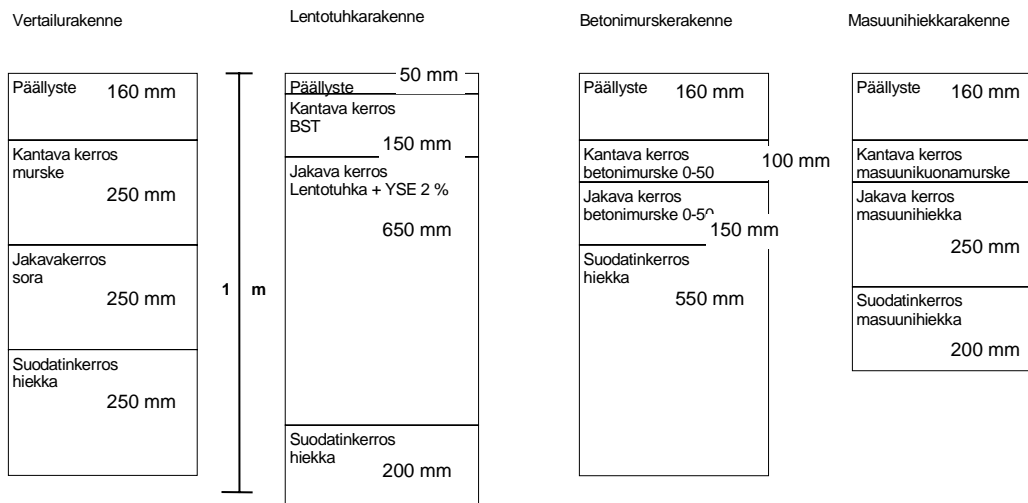 Vertailurakenne
Päällyste 160 mm
Kantava kerros
murske
250 mm
Jakavakerros
sora
250 mm
Suodatinkerros
hiekka
250 mm
1 m
Lentotuhkarakenne
50 mm
Päällyste
Kantava kerros
BST
150 mm
Jakava kerros
Lentotuhka + YSE 2 %
650 mm
Suodatinkerros
hiekka
200 mm
Betonimurskerakenne
Päällyste 160 mm
Kantava kerros
betonimurske 0-50
100 mm
Jakava kerros
betonimurske 0-50
150 mm
Suodatinkerros
hiekka
550 mm
Masuunihiekkarakenne
Päällyste 160 mm
Kantava kerros
masuunikuonamurske
Jakava kerros
masuunihiekka
250 mm
Suodatinkerros
masuunihiekka
200 mm